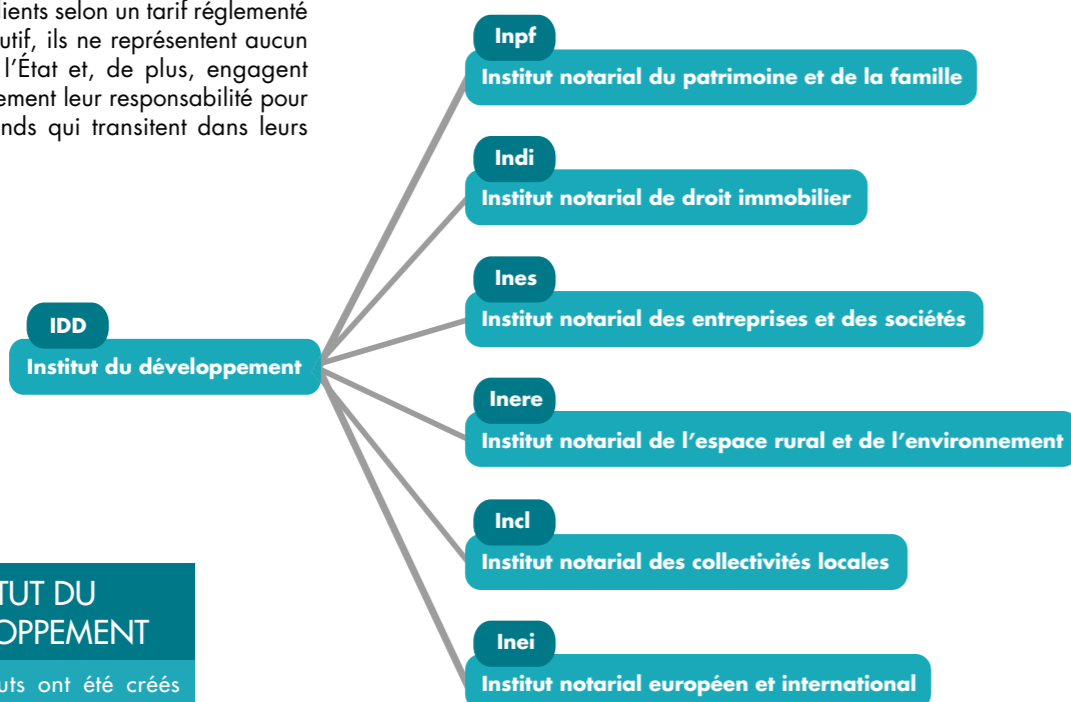 lients selon un tarif réglementé
utif, ils ne représentent aucun
l’État et, de plus, engagent
ement leur responsabilité pour
nds qui transitent dans leurs
Inpf
Institut notarial du patrimoine et de la famille
Indi
Institut notarial de droit immobilier
Ines
Institut notarial des entreprises et des sociétés
IDD
Institut du développement
Inere
Institut notarial de l’espace rural et de l’environnement
Incl
Institut notarial des collectivités locales
Inei
Institut notarial européen et international
TUT DU
OPPEMENT
uts ont été créés